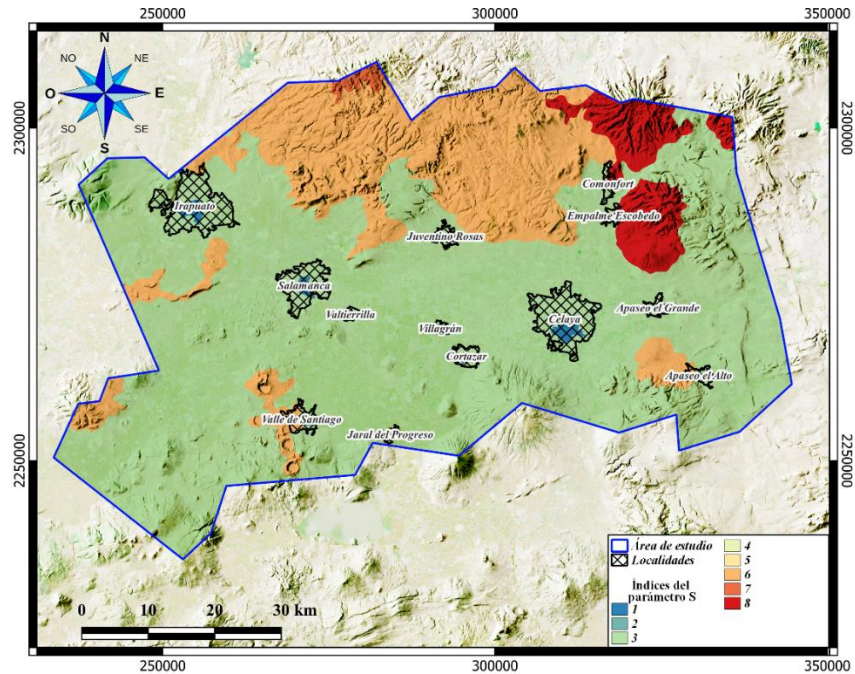 250000
300000
350000
N
NO
NE
O
E
SO
SE
S
2300000
2300000
Comonfort
Irapuato
Empalme Escobedo
Juventino Rosas
Salamanca
Apaseo el Grande
Valtierrilla
Celaya
Villagrán
Cortazar
Apaseo el Alto
Valle de Santiago
Jaral del Progreso
2250000
2250000
Área de estudio
Localidades
Índices del
parámetro S
1
2
3
4
5
6
7
8
0 10 20 30 km
250000
300000
350000